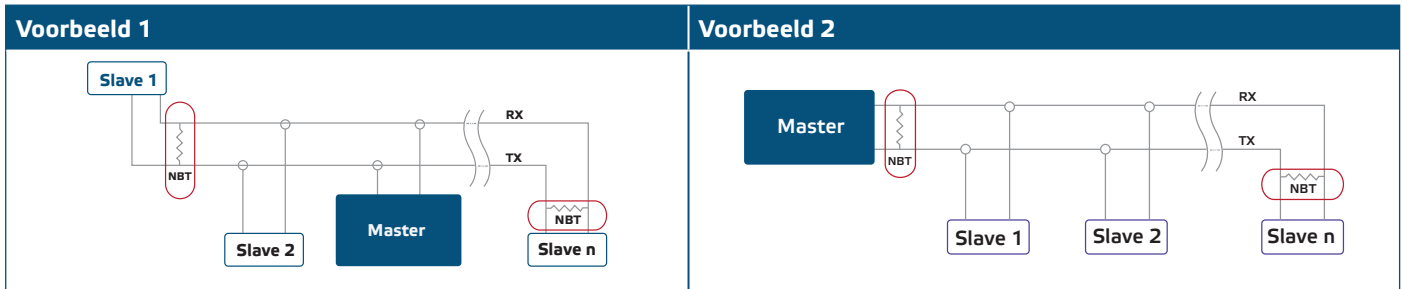 Voorbeeld 1
Slave 1
RX
TX
NBT
NBT
Master
Slave 2
Slave n
Voorbeeld 2
RX
Master
TX
NBT
NBT
Slave 1
Slave 2
Slave n